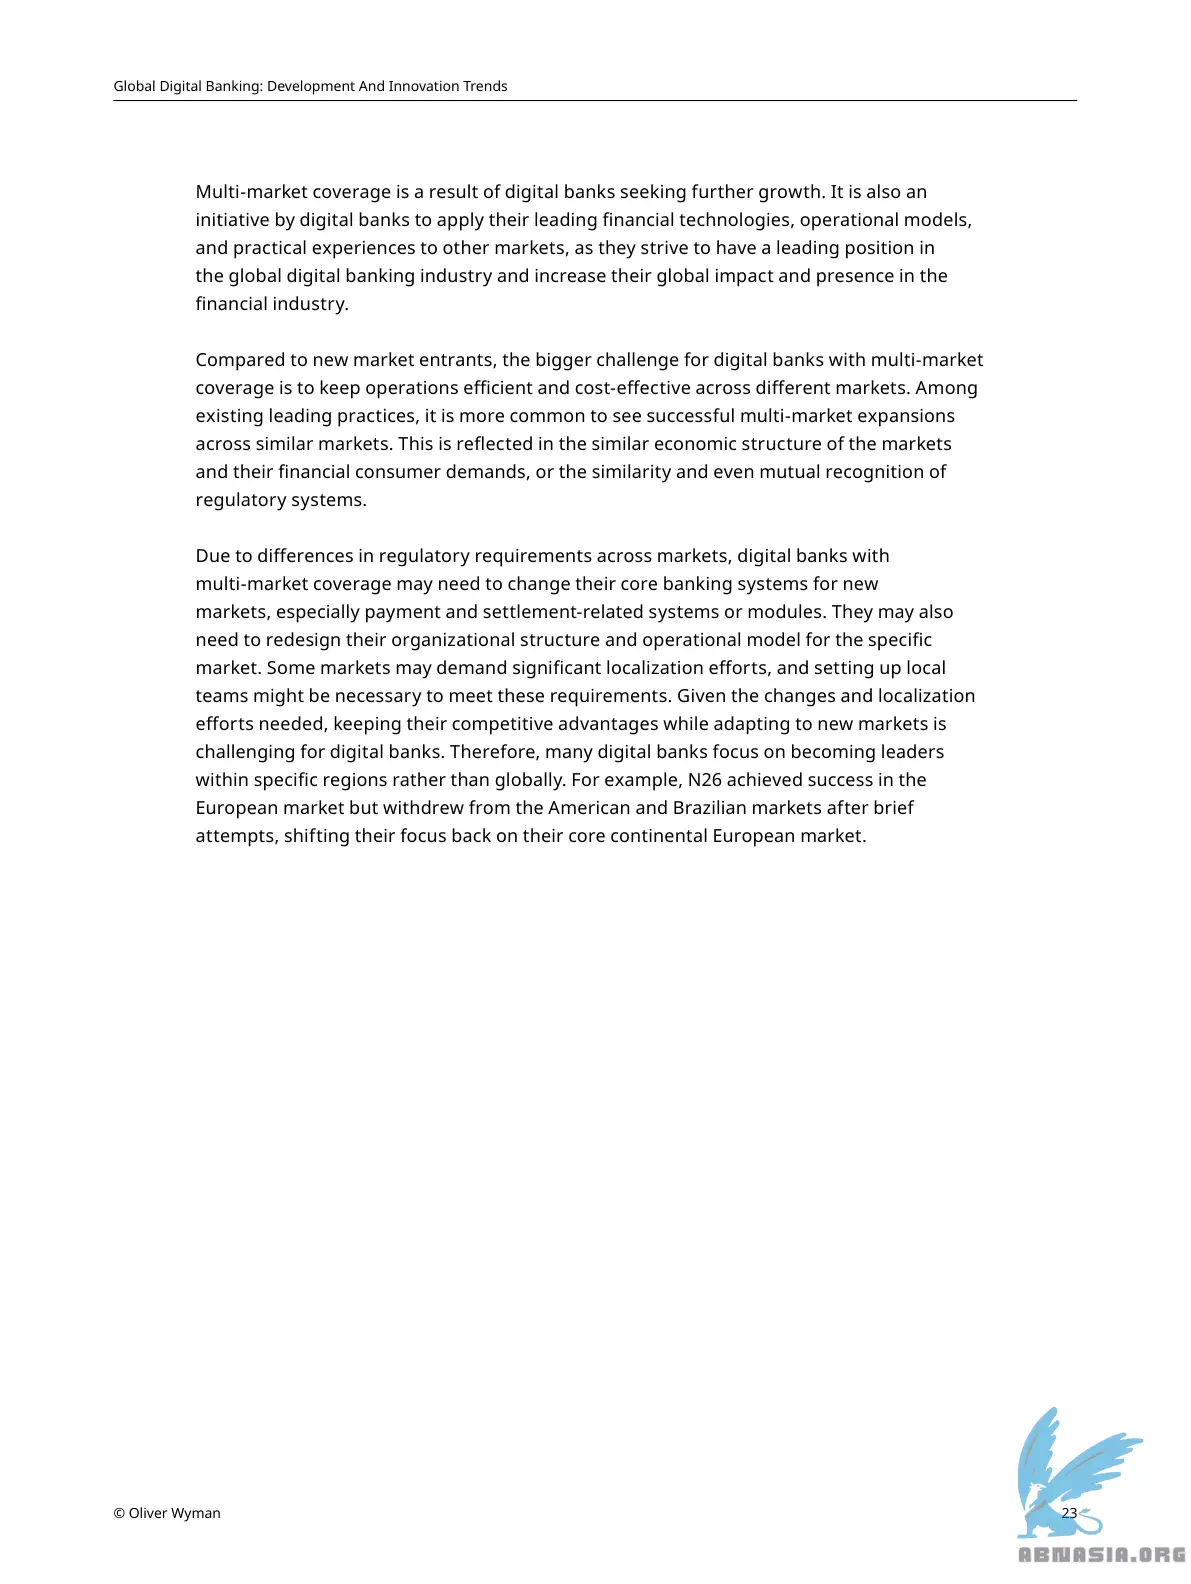 Global Digital Banking: Development And Innovation Trends
Multi-market coverage is a result of digital banks seeking further growth. It is also an
initiative by digital banks to apply their leading financial technologies, operational models,
and practical experiences to other markets, as they strive to have a leading position in
the global digital banking industry and increase their global impact and presence in the
financial industry.
Compared to new market entrants, the bigger challenge for digital banks with multi-market
coverage is to keep operations efficient and cost-effective across different markets. Among
existing leading practices, it is more common to see successful multi-market expansions
across similar markets. This is reflected in the similar economic structure of the markets
and their financial consumer demands, or the similarity and even mutual recognition of
regulatory systems.
Due to differences in regulatory requirements across markets, digital banks with
multi-market coverage may need to change their core banking systems for new
markets, especially payment and settlement-related systems or modules. They may also
need to redesign their organizational structure and operational model for the specific
market. Some markets may demand significant localization efforts, and setting up local
teams might be necessary to meet these requirements. Given the changes and localization
efforts needed, keeping their competitive advantages while adapting to new markets is
challenging for digital banks. Therefore, many digital banks focus on becoming leaders
within specific regions rather than globally. For example, N26 achieved success in the
European market but withdrew from the American and Brazilian markets after brief
attempts, shifting their focus back on their core continental European market.
© Oliver Wyman
23
ABNASIA.ORG